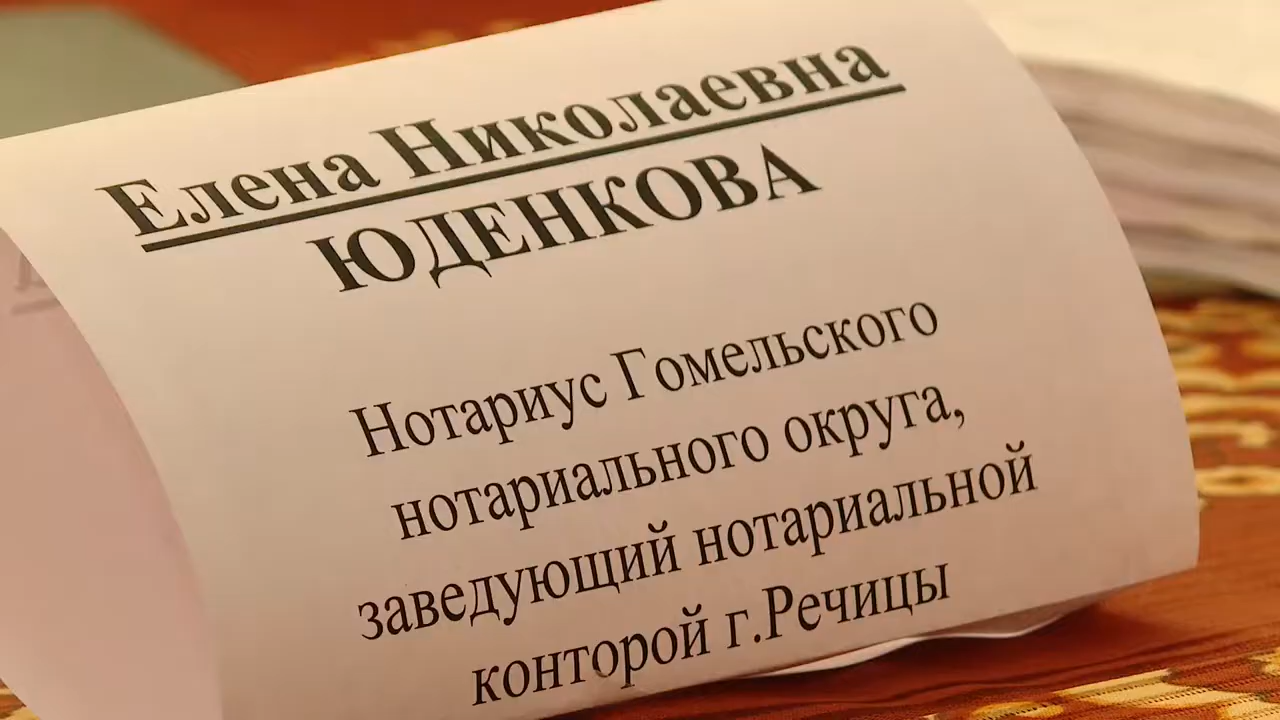 Елена Николаевна
ЮДЕНКОВА
Нотариус Гомельского
нотариального округа,
заведующий нотариальной
конторой г.Речицы